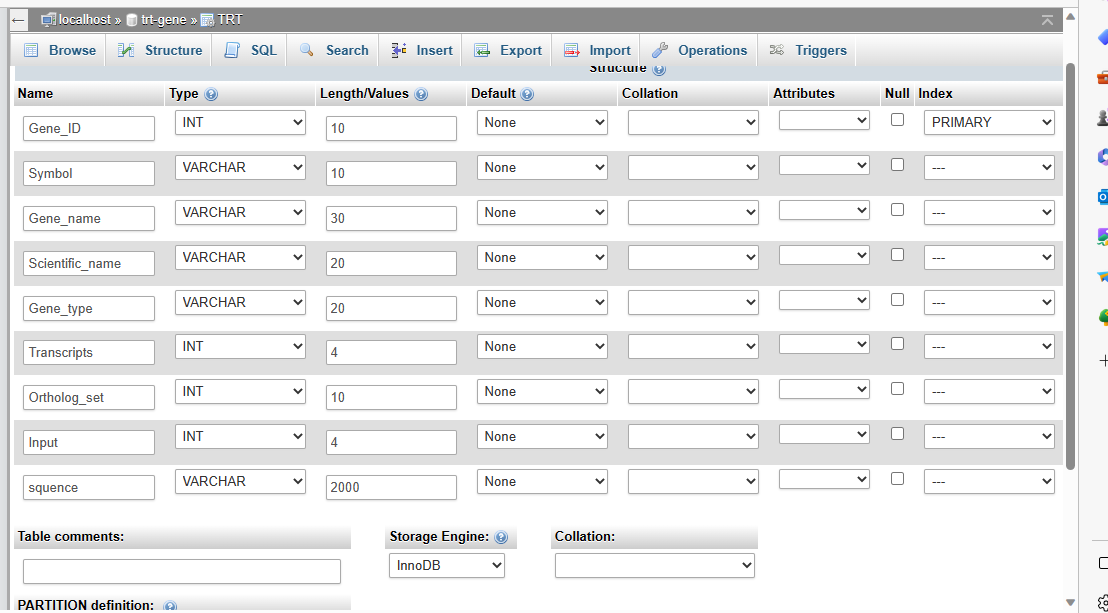 localhost » trt-gene » TRT
Browse Structure SQL Search Insert Export Import Operations Triggers
Structure
Name Type Length/Values Default Collation Attributes Null Index
Gene_ID INT 10 None PRIMARY
Symbol VARCHAR 10 None ---
Gene_name VARCHAR 30 None ---
Scientific_name VARCHAR 20 None ---
Gene_type VARCHAR 20 None ---
Transcripts INT 4 None ---
Ortholog_set INT 10 None ---
Input INT 4 None ---
squence VARCHAR 2000 None ---
Table comments: Storage Engine: Collation:
InnoDB
PARTITION definition: